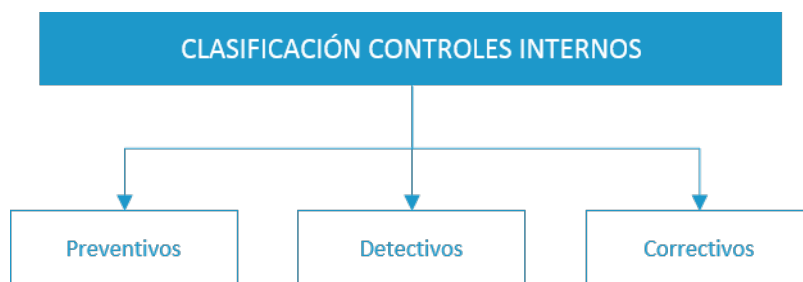 CLASIFICACIÓN CONTROLES INTERNOS
Preventivos
Detectivos
Correctivos